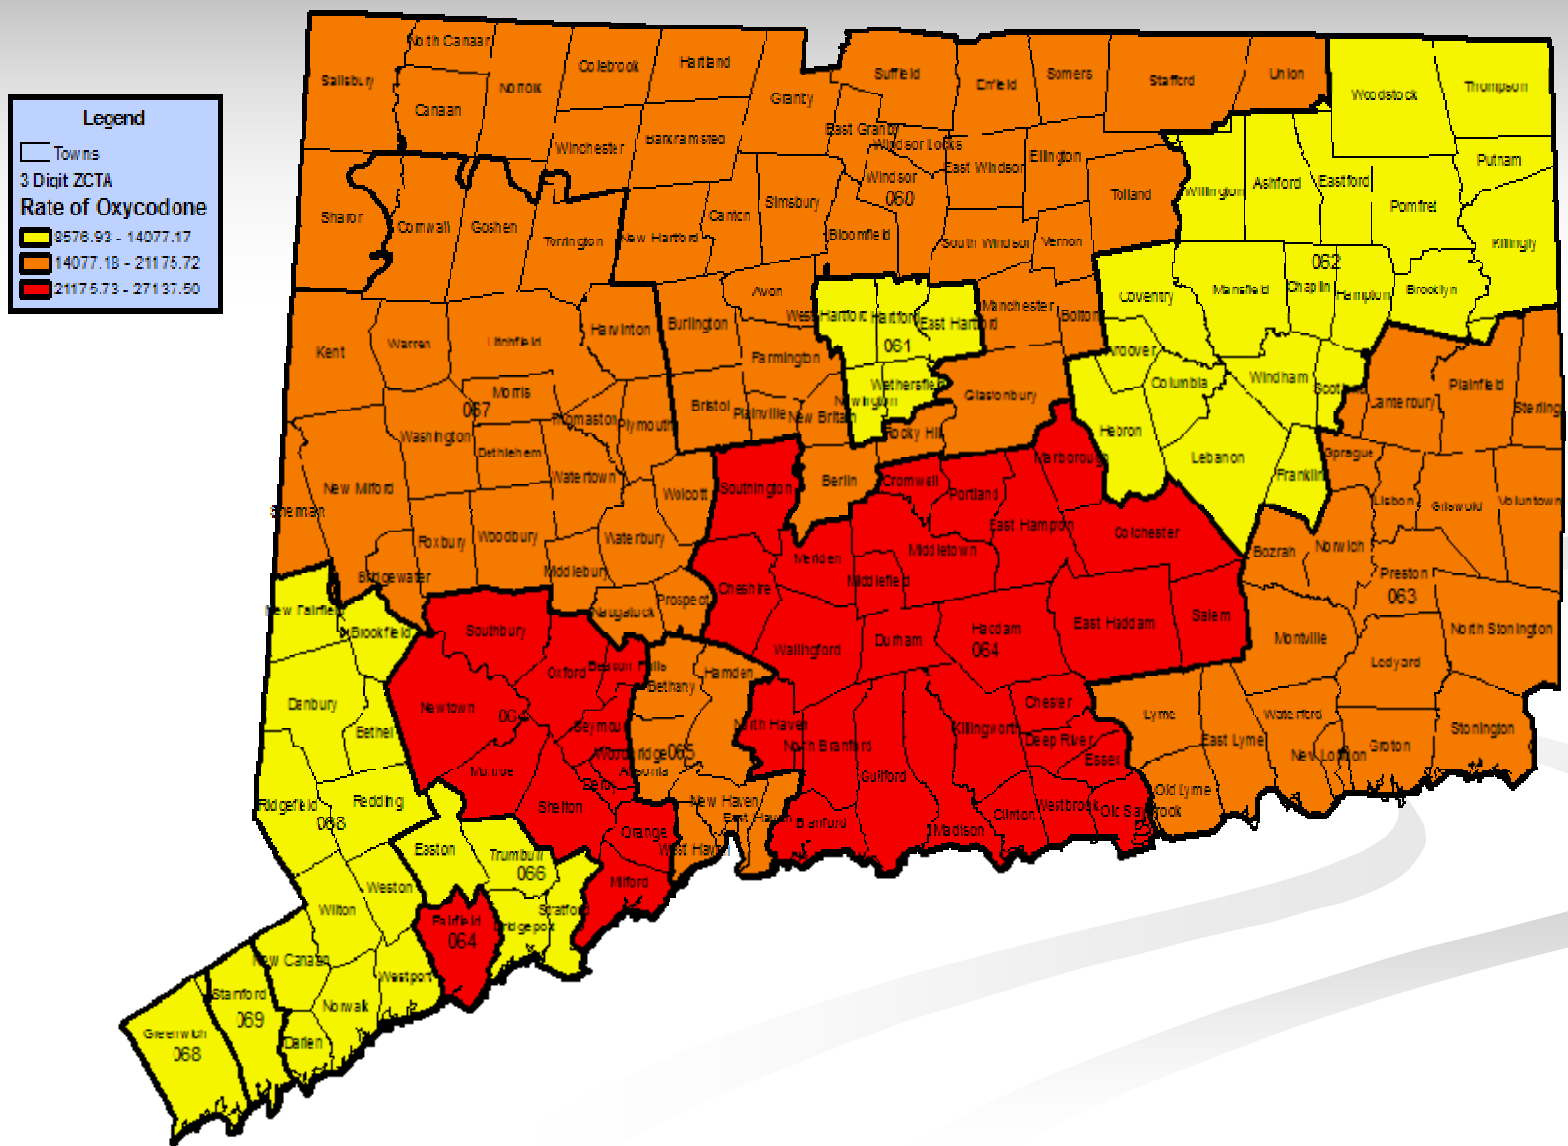 Legend
Towns
3 Digit ZCTA
Rate of Oxycodone
14077.18 - 21175.72
21175.73 - 27137.50
North Canaan
Salisbury
Canaan
Norfolk
Colebrook
Hartland
Granby
Suffield
Enfield
Somers
Stafford
Union
Woodstock
Thompson
Winchester
Barkhamsted
East Granby
Windsor Locks
Windsor
060
East Windsor
Ellington
Tolland
Willington
Ashford
Eastford
Pomfret
Putnam
Killingly
Sharon
Cornwall
Goshen
Torrington
New Hartford
Canton
Simsbury
Bloomfield
South Windsor
Vernon
062
Coventry
Mansfield
Chaplin
Hampton
Brooklyn
Kent
Warren
Litchfield
Harwinton
Burlington
Avon
Farmington
West Hartford
Hartford
East Hartford
061
Manchester
Bolton
Andover
Columbia
Windham
Canterbury
Plainfield
Sterling
Morris
067
Washington
Bethlehem
Thomaston
Plymouth
Bristol
Plainville
New Britain
Newington
Wethersfield
Rocky Hill
Glastonbury
Hebron
Lebanon
Franklin
Sprague
Lisbon
Griswold
Voluntown
New Milford
Sherman
Watertown
Wolcott
Southington
Berlin
Cromwell
Portland
Marlborough
East Hampton
Colchester
Bridgewater
Roxbury
Woodbury
Middlebury
Waterbury
Naugatuck
Prospect
Cheshire
Meriden
Middlefield
Middletown
Bozrah
Norwich
Preston
063
New Fairfield
Brookfield
Southbury
Oxford
Beacon Falls
Bethany
Hamden
Wallingford
Durham
Haddam
064
East Haddam
Salem
Montville
Ledyard
North Stonington
Danbury
Bethel
Newtown
Seymour
Woodbridge
065
North Haven
North Branford
Guilford
Killingworth
Chester
Deep River
Essex
Lyme
East Lyme
Waterford
New London
Groton
Stonington
Ridgefield
Redding
Monroe
Shelton
Derby
Ansonia
Orange
New Haven
East Haven
West Haven
Branford
Madison
Clinton
Westbrook
Old Saybrook
Old Lyme
Easton
Trumbull
066
Milford
Wilton
Weston
Fairfield
064
Bridgeport
Stratford
New Canaan
Westport
Norwalk
Darien
Stamford
069
Greenwich
068